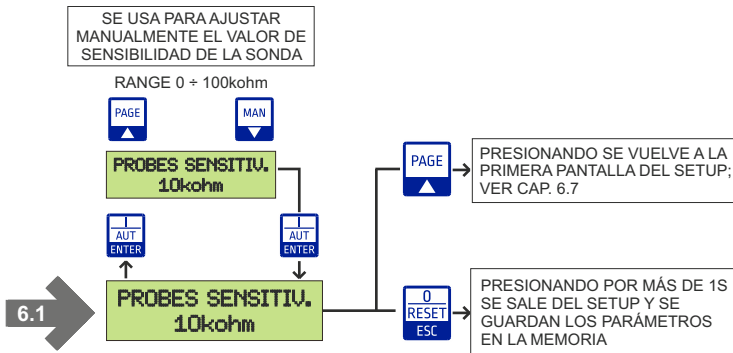 SE USA PARA AJUSTAR
MANUALMENTE EL VALOR DE
SENSIBILIDAD DE LA SONDA
RANGE 0 ÷ 100kohm
PAGE
MAN
PROBES SENSITIV.
10kohm
I
AUT
ENTER
I
AUT
ENTER
6.1
PROBES SENSITIV.
10kohm
PAGE
PRESIONANDO SE VUELVE A LA
PRIMERA PANTALLA DEL SETUP;
VER CAP. 6.7
0
RESET
ESC
PRESIONANDO POR MÁS DE 1S
SE SALE DEL SETUP Y SE
GUARDAN LOS PARÁMETROS
EN LA MEMORIA